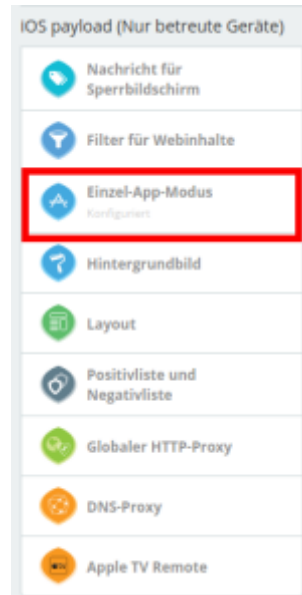 iOS payload (Nur betreute Geräte)
Nachricht für
Sperrbildschirm
Filter für Webinhalte
Einzel-App-Modus
Konfiguriert
Hintergrundbild
Layout
Positivliste und
Negativliste
Globaler HTTP-Proxy
DNS-Proxy
Apple TV Remote